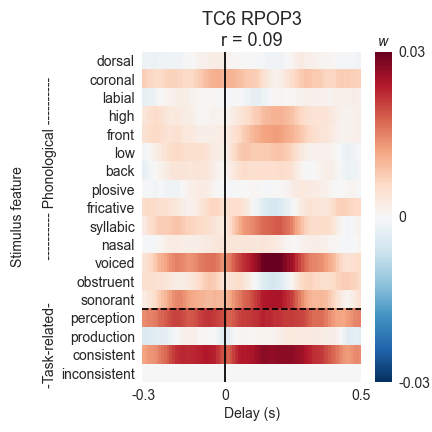 TC6 RPOP3
r = 0.09
w
Stimulus feature
-Task-related- ----------- Phonological ----------
dorsal
coronal
labial
high
front
low
back
plosive
fricative
syllabic
nasal
voiced
obstruent
sonorant
perception
production
consistent
inconsistent
0.03
0
-0.03
-0.3
0
0.5
Delay (s)